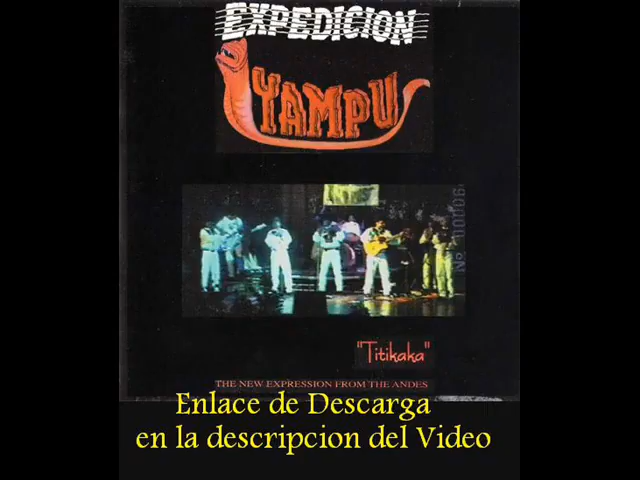 EXPEDICION
YAMPU
"Titikaka"
THE NEW EXPRESSION FROM THE ANDES
Enlace de Descarga
en la descripcion del Video